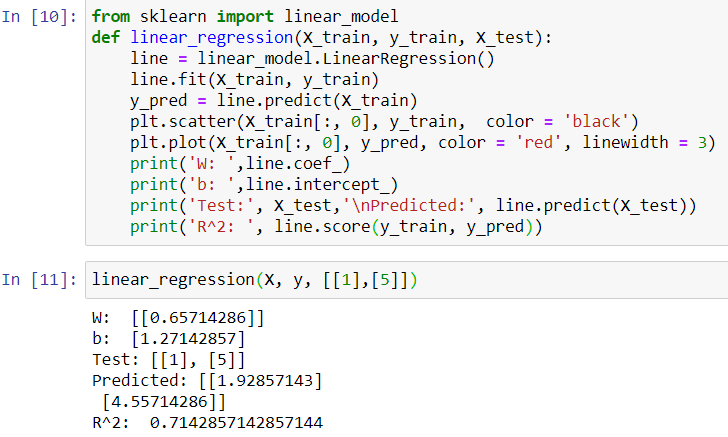 In [10]: from sklearn import linear_model
def linear_regression(X_train, y_train, X_test):
    line = linear_model.LinearRegression()
    line.fit(X_train, y_train)
    y_pred = line.predict(X_train)
    plt.scatter(X_train[:, 0], y_train,  color = 'black')
    plt.plot(X_train[:, 0], y_pred, color = 'red', linewidth = 3)
    print('W: ',line.coef_)
    print('b: ',line.intercept_)
    print('Test:', X_test,'\nPredicted:', line.predict(X_test))
    print('R^2: ', line.score(y_train, y_pred))
In [11]: linear_regression(X, y, [[1],[5]])
W:  [[0.65714286]]
b:  [1.27142857]
Test: [[1], [5]]
Predicted: [[1.92857143]
 [4.55714286]]
R^2:  0.7142857142857144